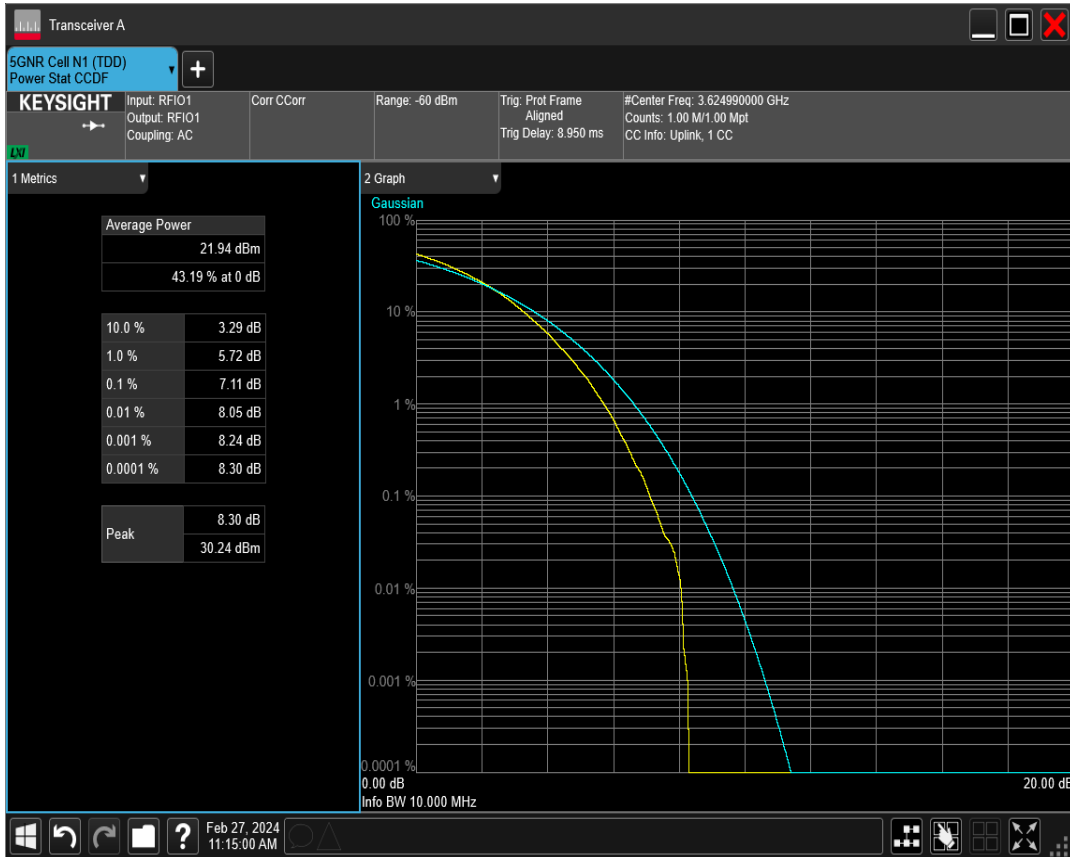 Transceiver A
5GNR Cell N1 (TDD)
Power Stat CCDF
+
KEYSIGHT
LXI
Input: RFIO1
Output: RFIO1
Coupling: AC
Corr CCorr
Range: -60 dBm
Trig: Prot Frame
Aligned
Trig Delay: 8.950 ms
#Center Freq: 3.624990000 GHz
Counts: 1.00 M/1.00 Mpt
CC Info: Uplink, 1 CC
1 Metrics
Average Power
21.94 dBm
43.19 % at 0 dB
10.0 % 3.29 dB
1.0 % 5.72 dB
0.1 % 7.11 dB
0.01 % 8.05 dB
0.001 % 8.24 dB
0.0001 % 8.30 dB
Peak 8.30 dB
30.24 dBm
2 Graph
Gaussian
100 %
10 %
1 %
0.1 %
0.01 %
0.001 %
0.0001 %
0.00 dB 20.00 dB
Info BW 10.000 MHz
?
Feb 27, 2024
11:15:00 AM